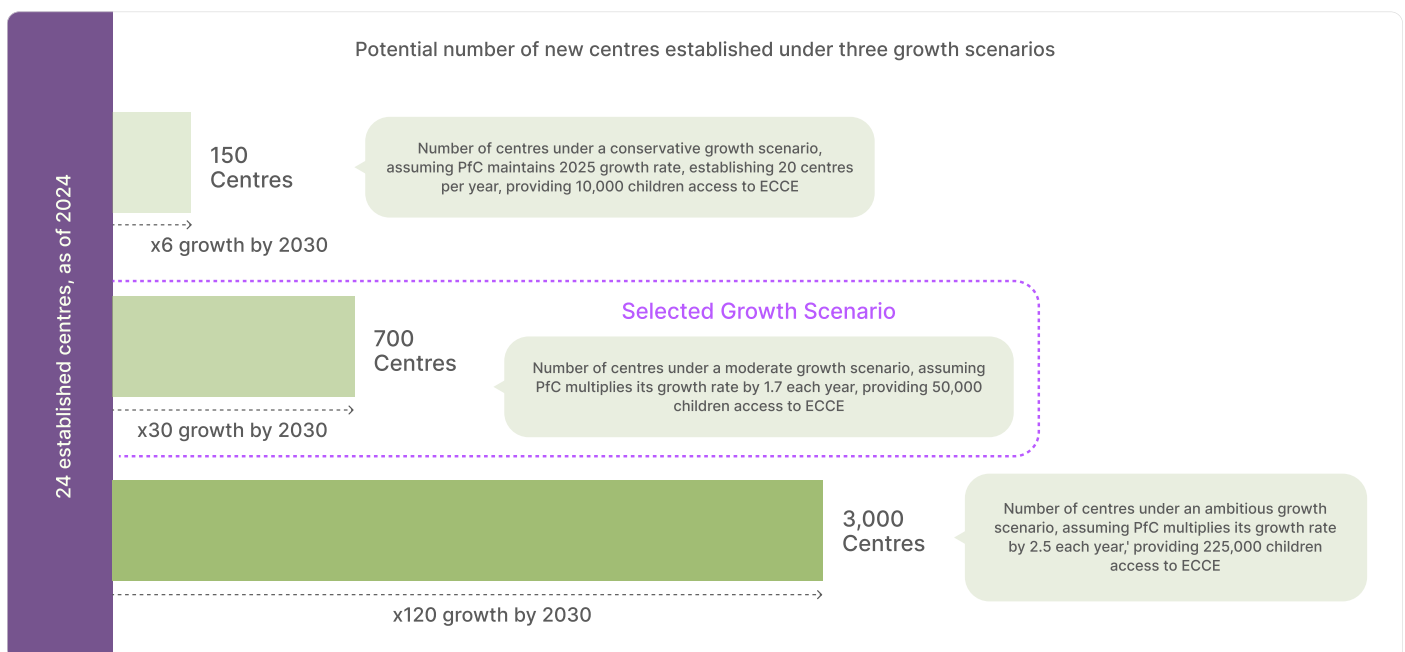 Potential number of new centres established under three growth scenarios
24 established centres, as of 2024
150
Centres
Number of centres under a conservative growth scenario,
assuming PfC maintains 2025 growth rate, establishing 20 centres
per year, providing 10,000 children access to ECCE
x6 growth by 2030
Selected Growth Scenario
700
Centres
Number of centres under a moderate growth scenario, assuming
PfC multiplies its growth rate by 1.7 each year, providing 50,000
children access to ECCE
x30 growth by 2030
3,000
Centres
Number of centres under an ambitious growth
scenario, assuming PfC multiplies its growth rate
by 2.5 each year,' providing 225,000 children
access to ECCE
x120 growth by 2030